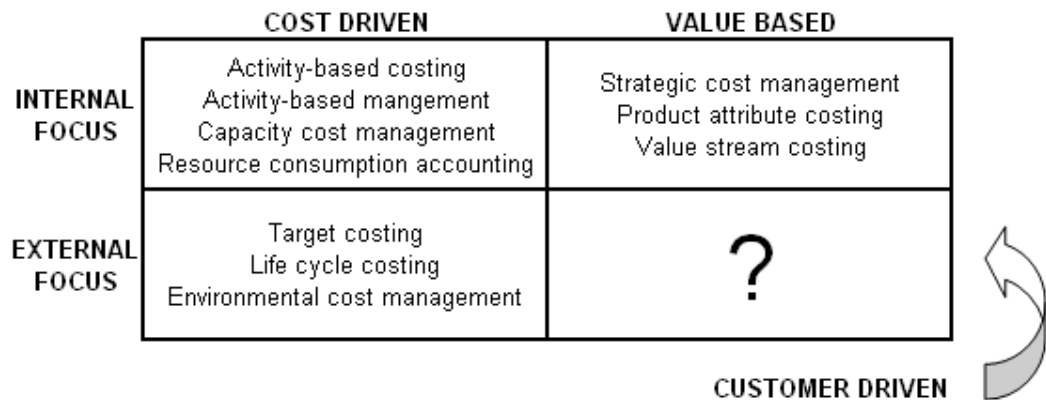 COST DRIVEN
VALUE BASED
INTERNAL
FOCUS
Activity-based costing
Activity-based mangement
Capacity cost management
Resource consumption accounting
Strategic cost management
Product attribute costing
Value stream costing
EXTERNAL
FOCUS
Target costing
Life cycle costing
Environmental cost management
?
CUSTOMER DRIVEN